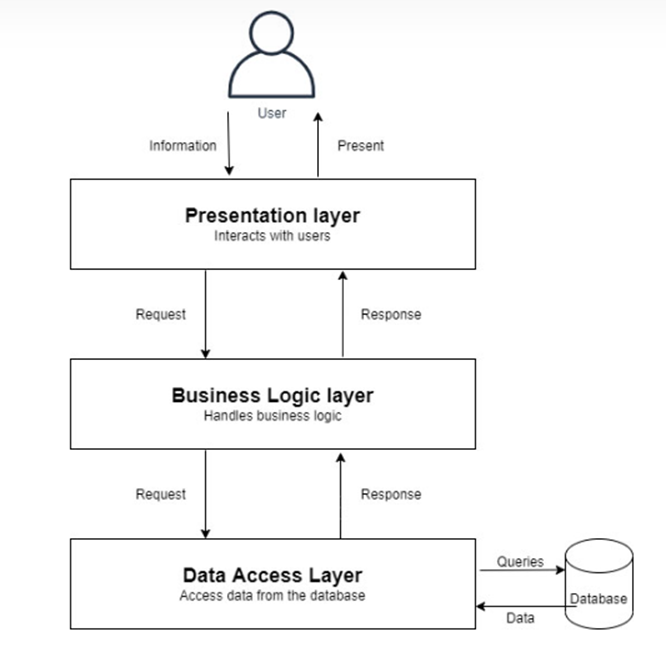 User
Information
Present
Presentation layer
Interacts with users
Request
Response
Business Logic layer
Handles business logic
Request
Response
Data Access Layer
Access data from the database
Queries
Database
Data